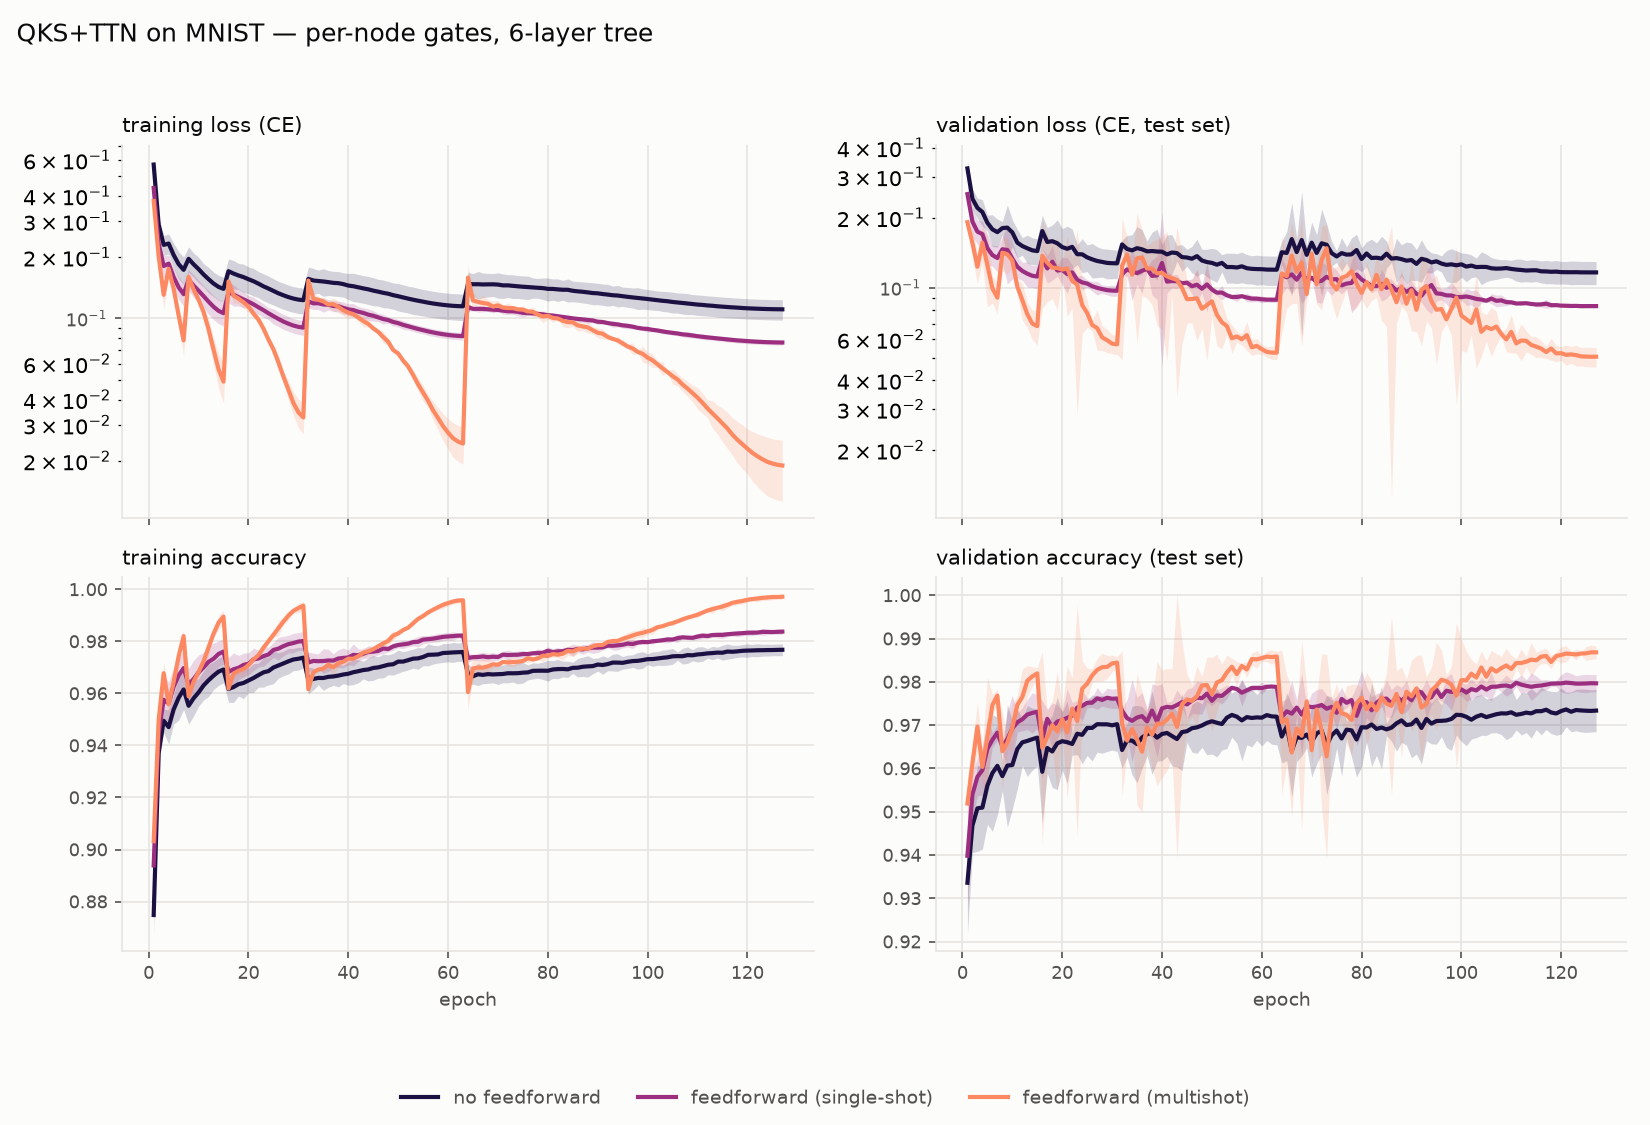 QKS+TTN on MNIST — per-node gates, 6-layer tree
training loss (CE)
6 × 10⁻¹
4 × 10⁻¹
3 × 10⁻¹
2 × 10⁻¹
10⁻¹
6 × 10⁻²
4 × 10⁻²
3 × 10⁻²
2 × 10⁻²
validation loss (CE, test set)
4 × 10⁻¹
3 × 10⁻¹
2 × 10⁻¹
10⁻¹
6 × 10⁻²
4 × 10⁻²
3 × 10⁻²
2 × 10⁻²
training accuracy
1.00
0.98
0.96
0.94
0.92
0.90
0.88
0 20 40 60 80 100 120
epoch
validation accuracy (test set)
1.00
0.99
0.98
0.97
0.96
0.95
0.94
0.93
0.92
0 20 40 60 80 100 120
epoch
no feedforward feedforward (single-shot) feedforward (multishot)